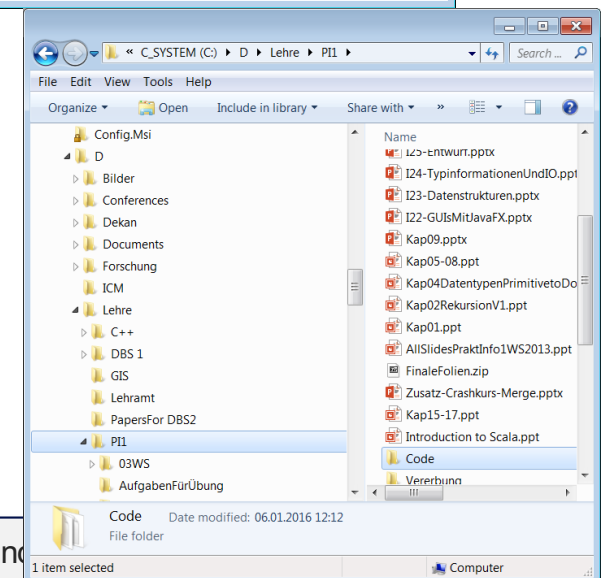 « C_SYSTEM (C:) ▸ D ▸ Lehre ▸ PI1 ▸ Search ...
File Edit View Tools Help
Organize Open Include in library Share with »
Config.Msi
D
Bilder
Conferences
Dekan
Documents
Forschung
ICM
Lehre
C++
DBS 1
GIS
Lehramt
PapersFor DBS2
PI1
03WS
AufgabenFürÜbung
Name
I25-Entwurf.pptx
I24-TypinformationenUndIO.ppt
I23-Datenstrukturen.pptx
I22-GUIsMitJavaFX.pptx
Kap09.pptx
Kap05-08.ppt
Kap04DatentypenPrimitivetoDo
Kap02RekursionV1.ppt
Kap01.ppt
AllSlidesPraktInfo1WS2013.ppt
FinaleFolien.zip
Zusatz-Crashkurs-Merge.pptx
Kap15-17.ppt
Introduction to Scala.ppt
Code
Vererbung
Code Date modified: 06.01.2016 12:12
File folder
1 item selected Computer